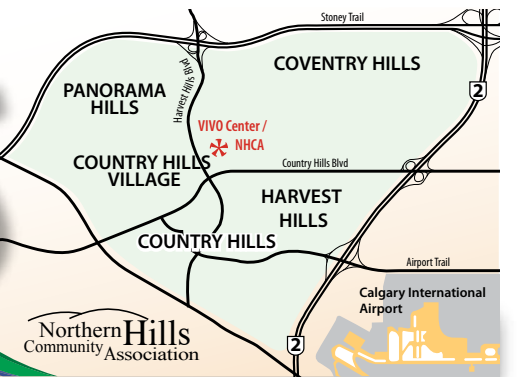 Stoney Trail
COVENTRY HILLS
PANORAMA
HILLS
Harvest Hills Blvd
2
VIVO Center /
NHCA
COUNTRY HILLS
VILLAGE
Country Hills Blvd
HARVEST
HILLS
COUNTRY HILLS
Airport Trail
Calgary International
Airport
Northern Hills
Community Association
2